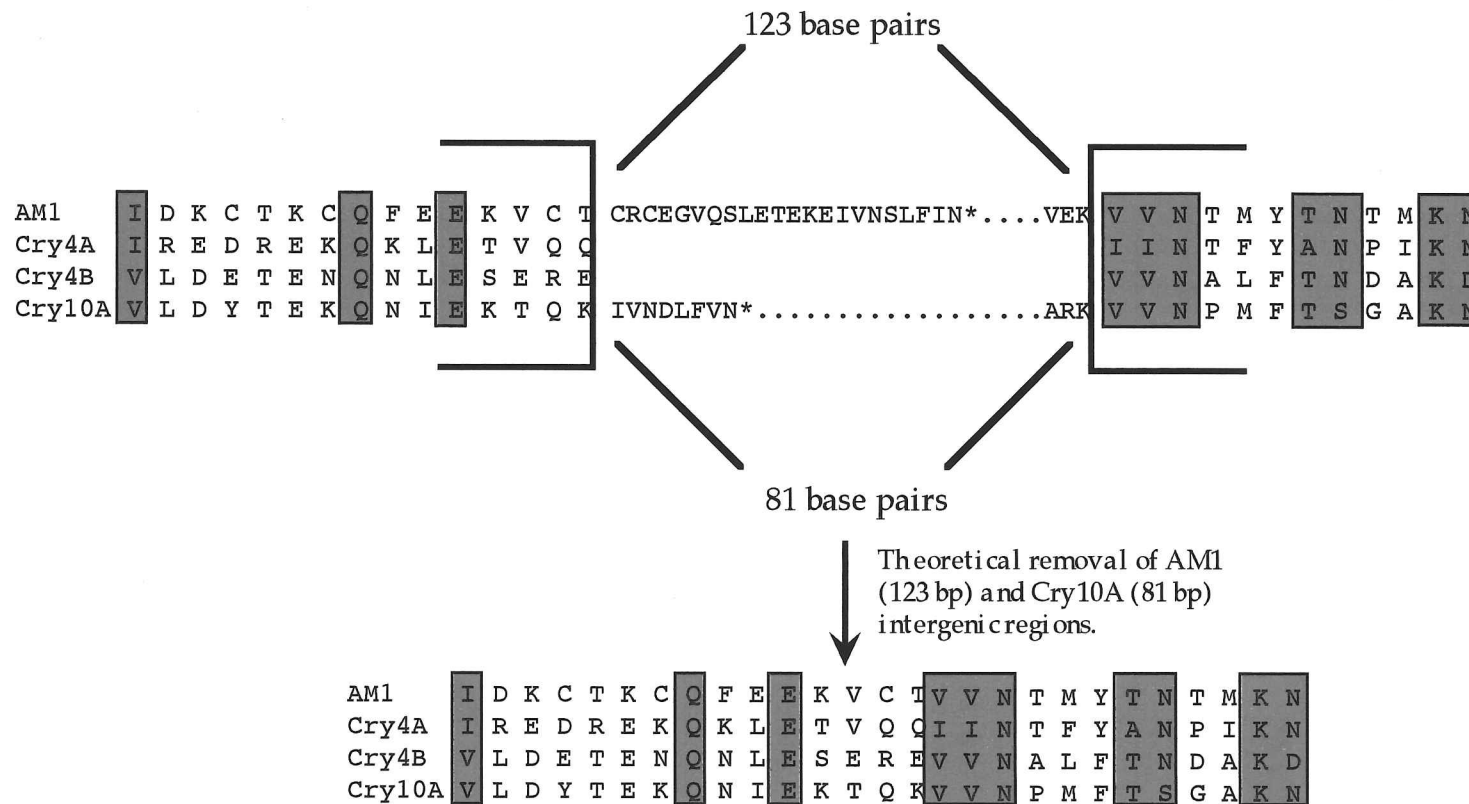 123 base pairs
AM1 I D K C T K C Q F E E K V C T CRCEGVQSLETEKEIVNSLFIN*....VEK V V N T M Y T N T M K N
Cry4A I R E D R E K Q K L E T V Q Q I I N T F Y A N P I K N
Cry4B V L D E T E N Q N L E S E R E V V N A L F T N D A K D
Cry10A V L D Y T E K Q N I E K T Q K IVNDLFVN*..................ARK V V N P M F T S G A K N
81 base pairs
Theoretical removal of AM1
(123 bp) and Cry10A (81 bp)
intergenic regions.
AM1 I D K C T K C Q F E E K V C T V V N T M Y T N T M K N
Cry4A I R E D R E K Q K L E T V Q Q I I N T F Y A N P I K N
Cry4B V L D E T E N Q N L E S E R E V V N A L F T N D A K D
Cry10A V L D Y T E K Q N I E K T Q K V V N P M F T S G A K N